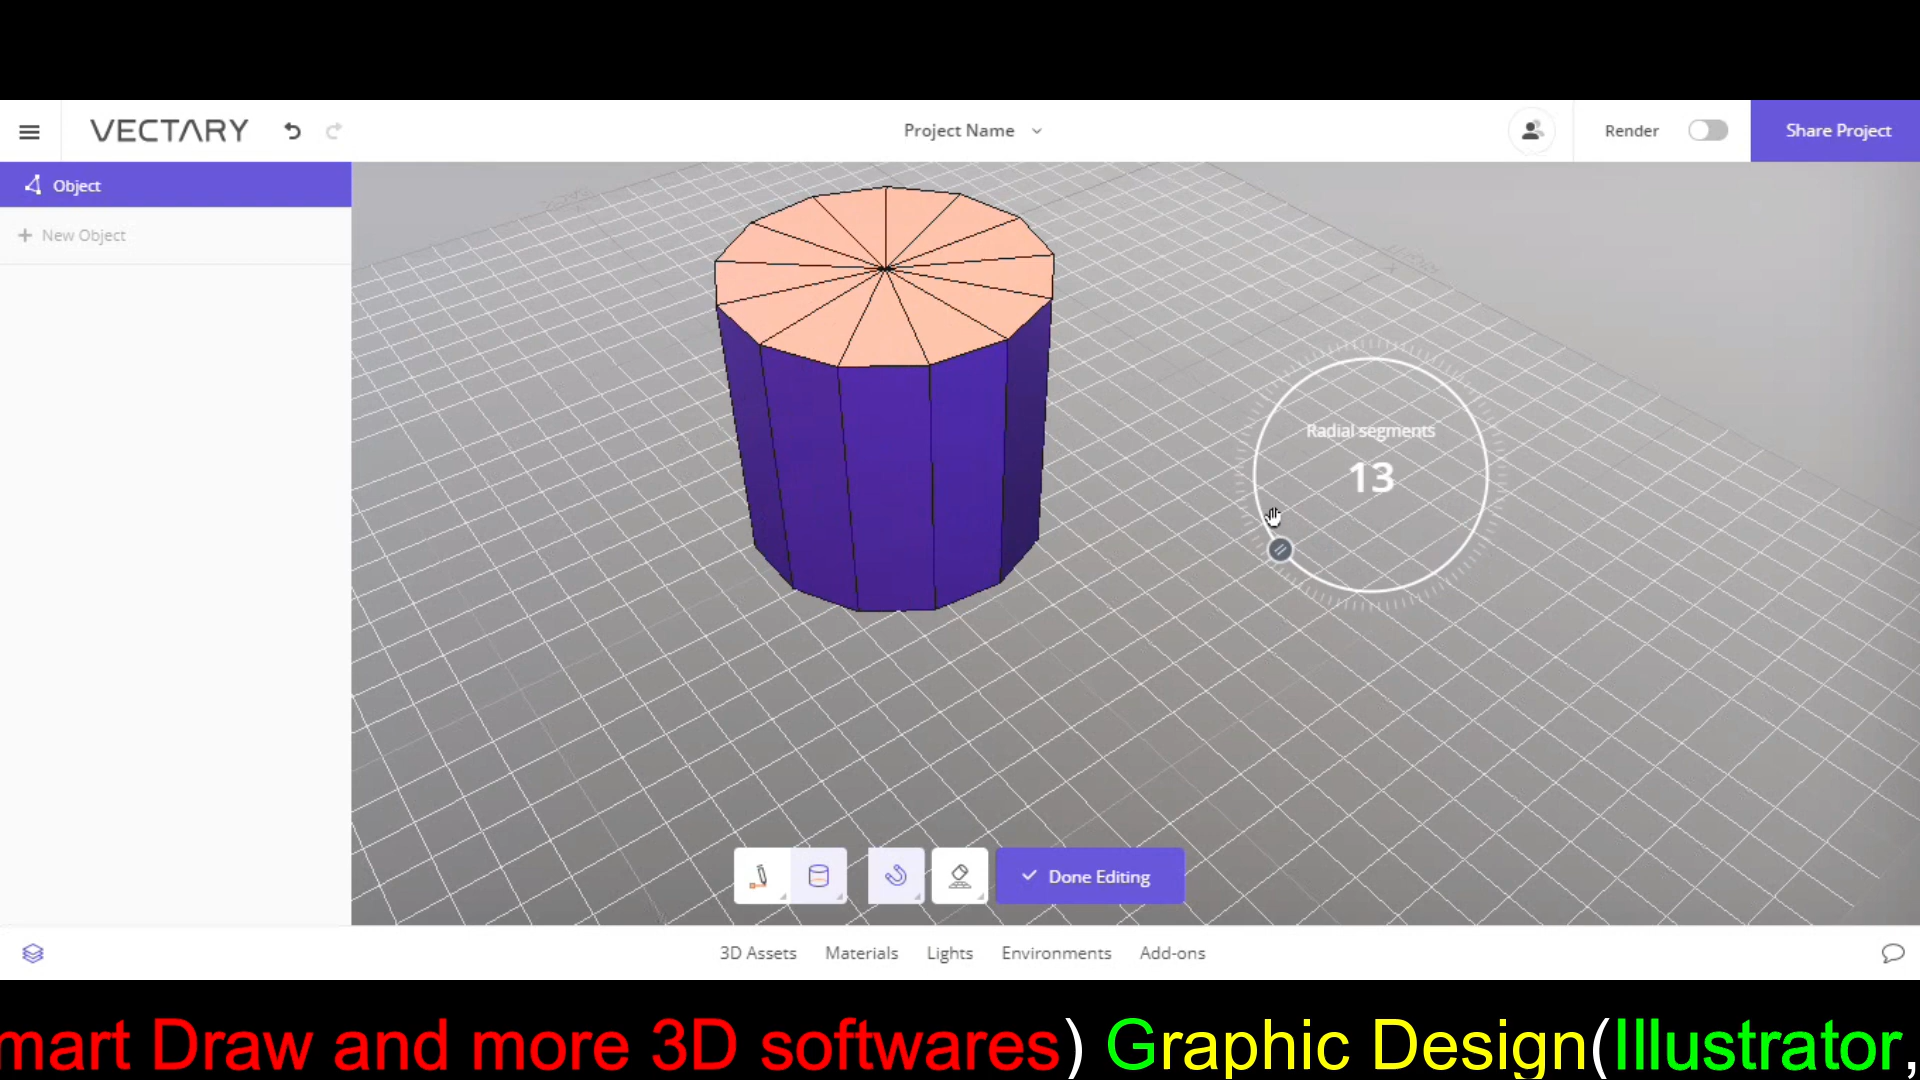 VECTARY
Project Name
Render
Share Project
Object
+ New Object
Radial segments
13
Done Editing
3D Assets Materials Lights Environments Add-ons
mart Draw and more 3D softwares) Graphic Design(Illustrator,